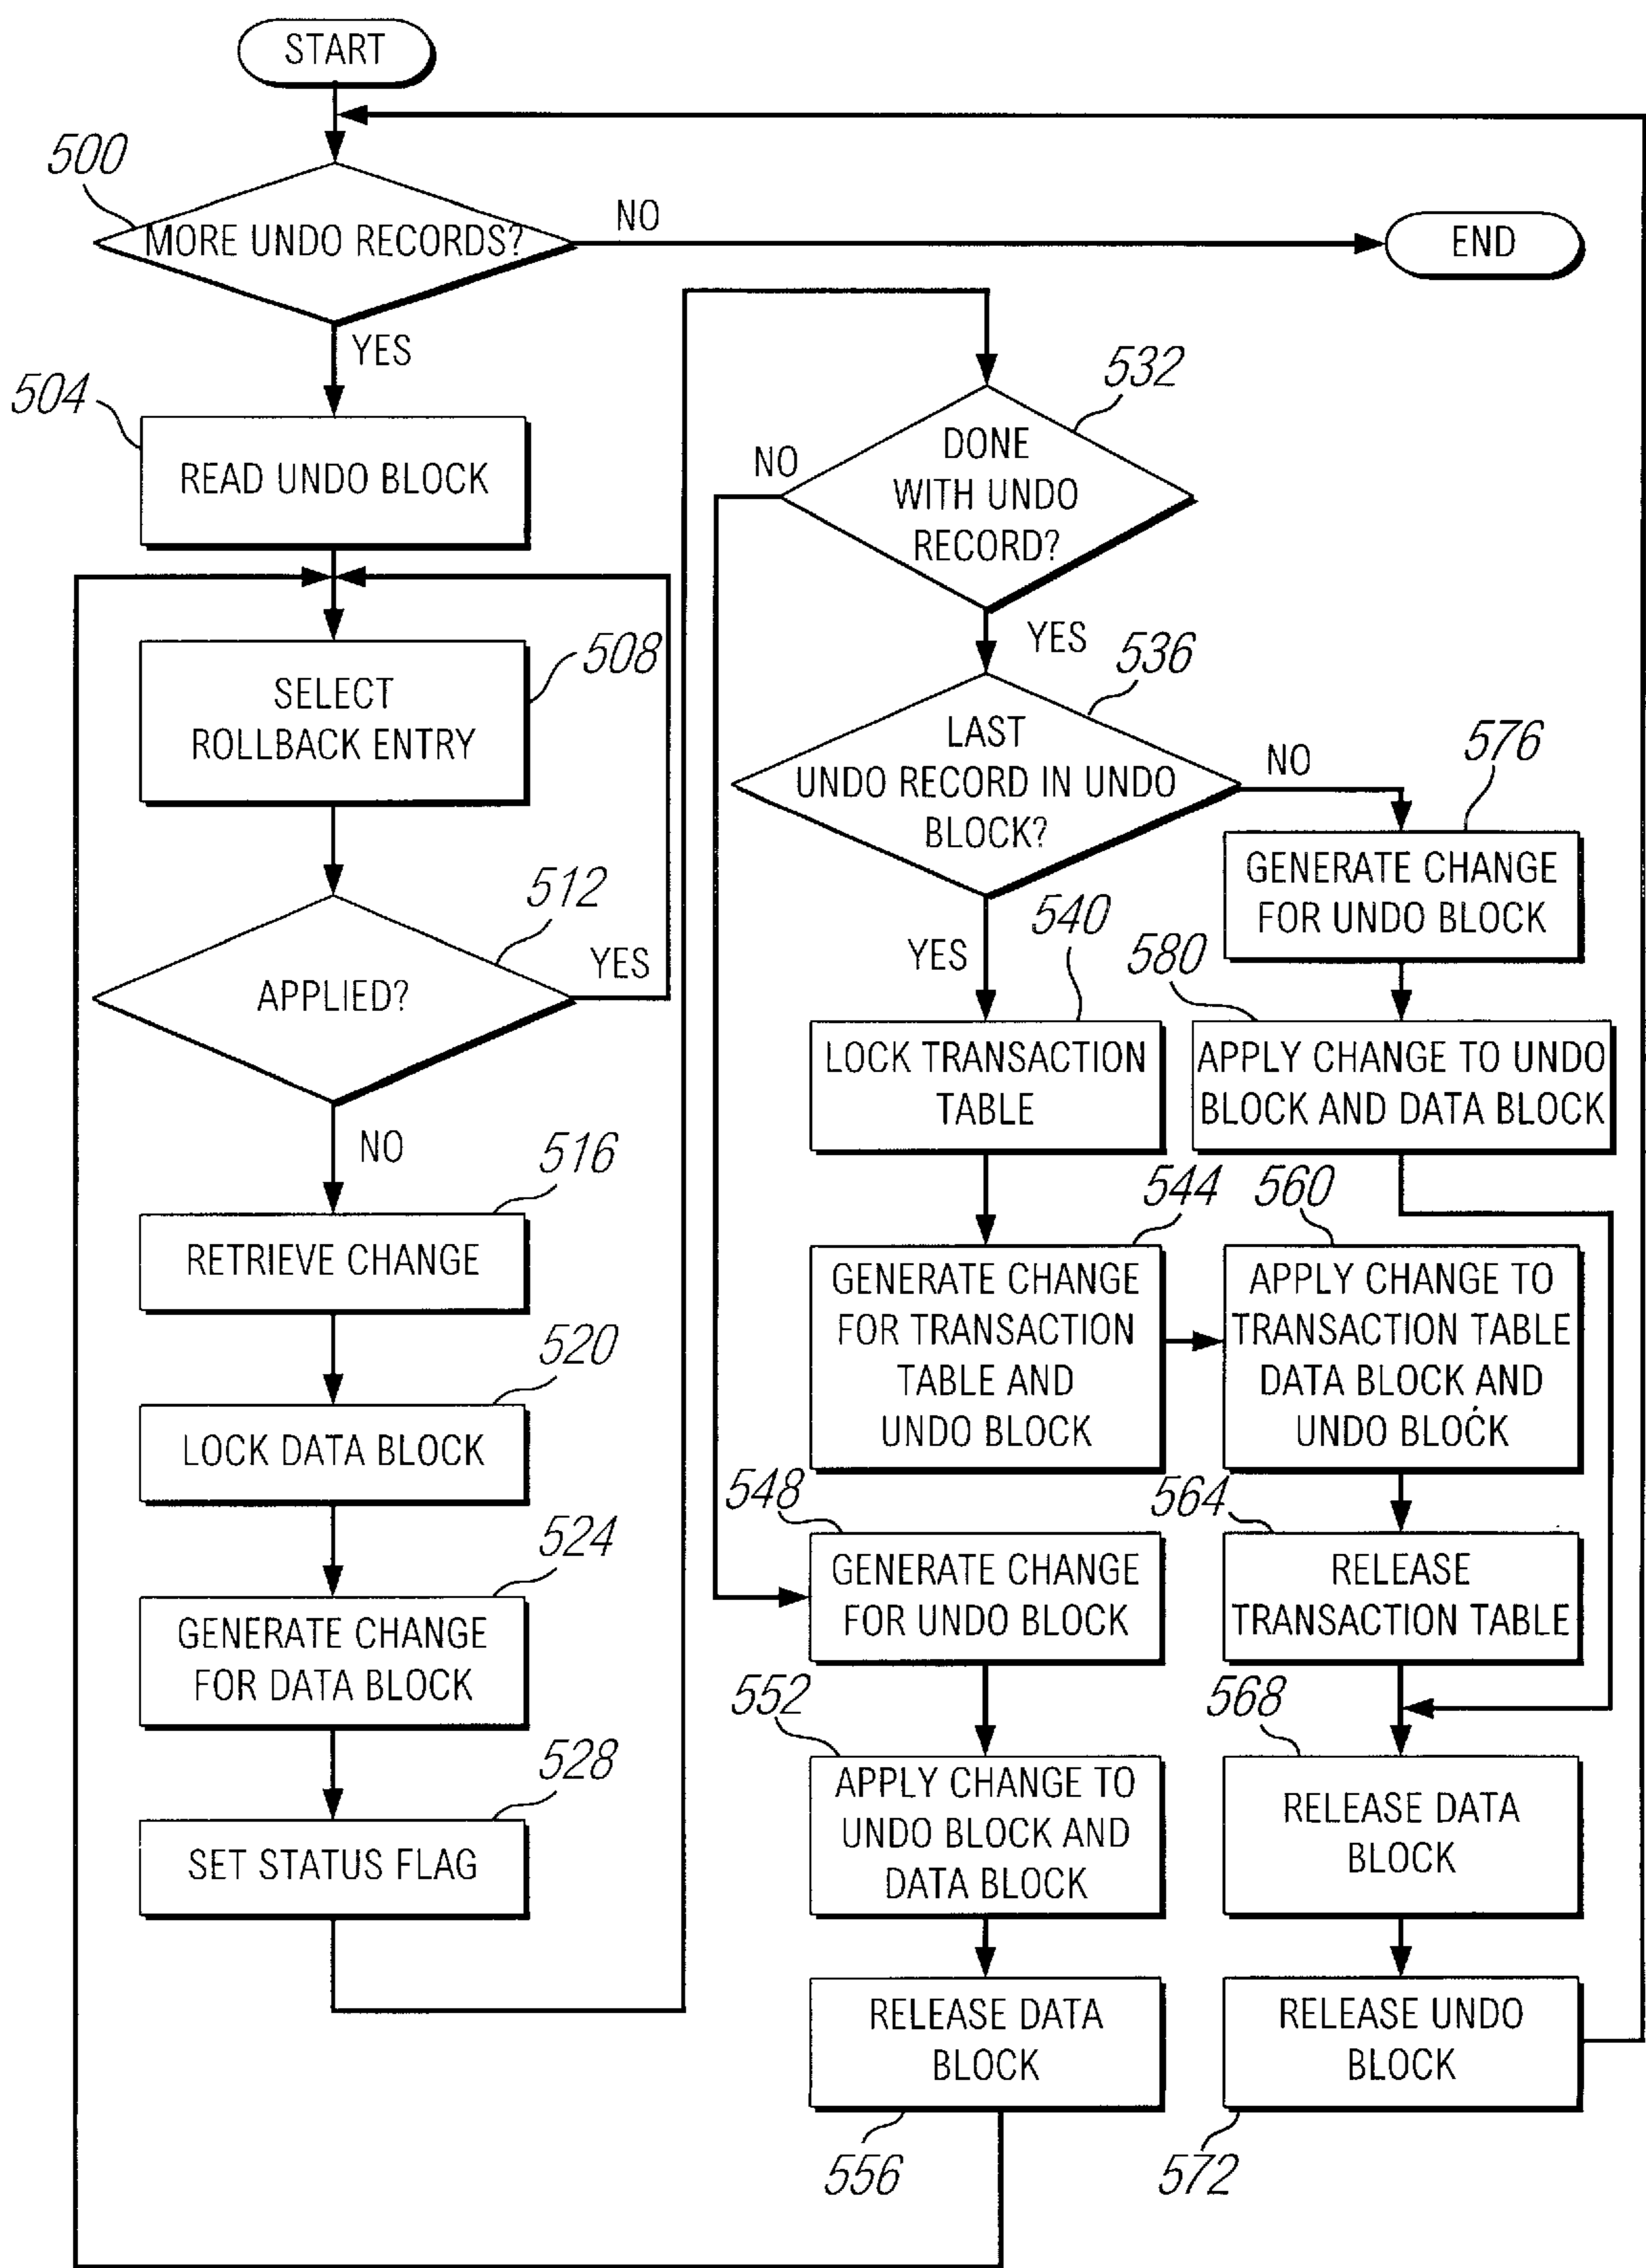 START
500
MORE UNDO RECORDS?
NO
END
YES
504
READ UNDO BLOCK
508
SELECT
ROLLBACK ENTRY
512
APPLIED?
YES
NO
516
RETRIEVE CHANGE
520
LOCK DATA BLOCK
524
GENERATE CHANGE
FOR DATA BLOCK
528
SET STATUS FLAG
532
DONE
WITH UNDO
RECORD?
NO
YES
536
LAST
UNDO RECORD IN UNDO
BLOCK?
NO
YES
540
LOCK TRANSACTION
TABLE
544
GENERATE CHANGE
FOR TRANSACTION
TABLE AND
UNDO BLOCK
548
GENERATE CHANGE
FOR UNDO BLOCK
552
APPLY CHANGE TO
UNDO BLOCK AND
DATA BLOCK
RELEASE DATA
BLOCK
556
576
GENERATE CHANGE
FOR UNDO BLOCK
580
APPLY CHANGE TO UNDO
BLOCK AND DATA BLOCK
560
APPLY CHANGE TO
TRANSACTION TABLE
DATA BLOCK AND
UNDO BLOCK
564
RELEASE
TRANSACTION TABLE
568
RELEASE DATA
BLOCK
RELEASE UNDO
BLOCK
572